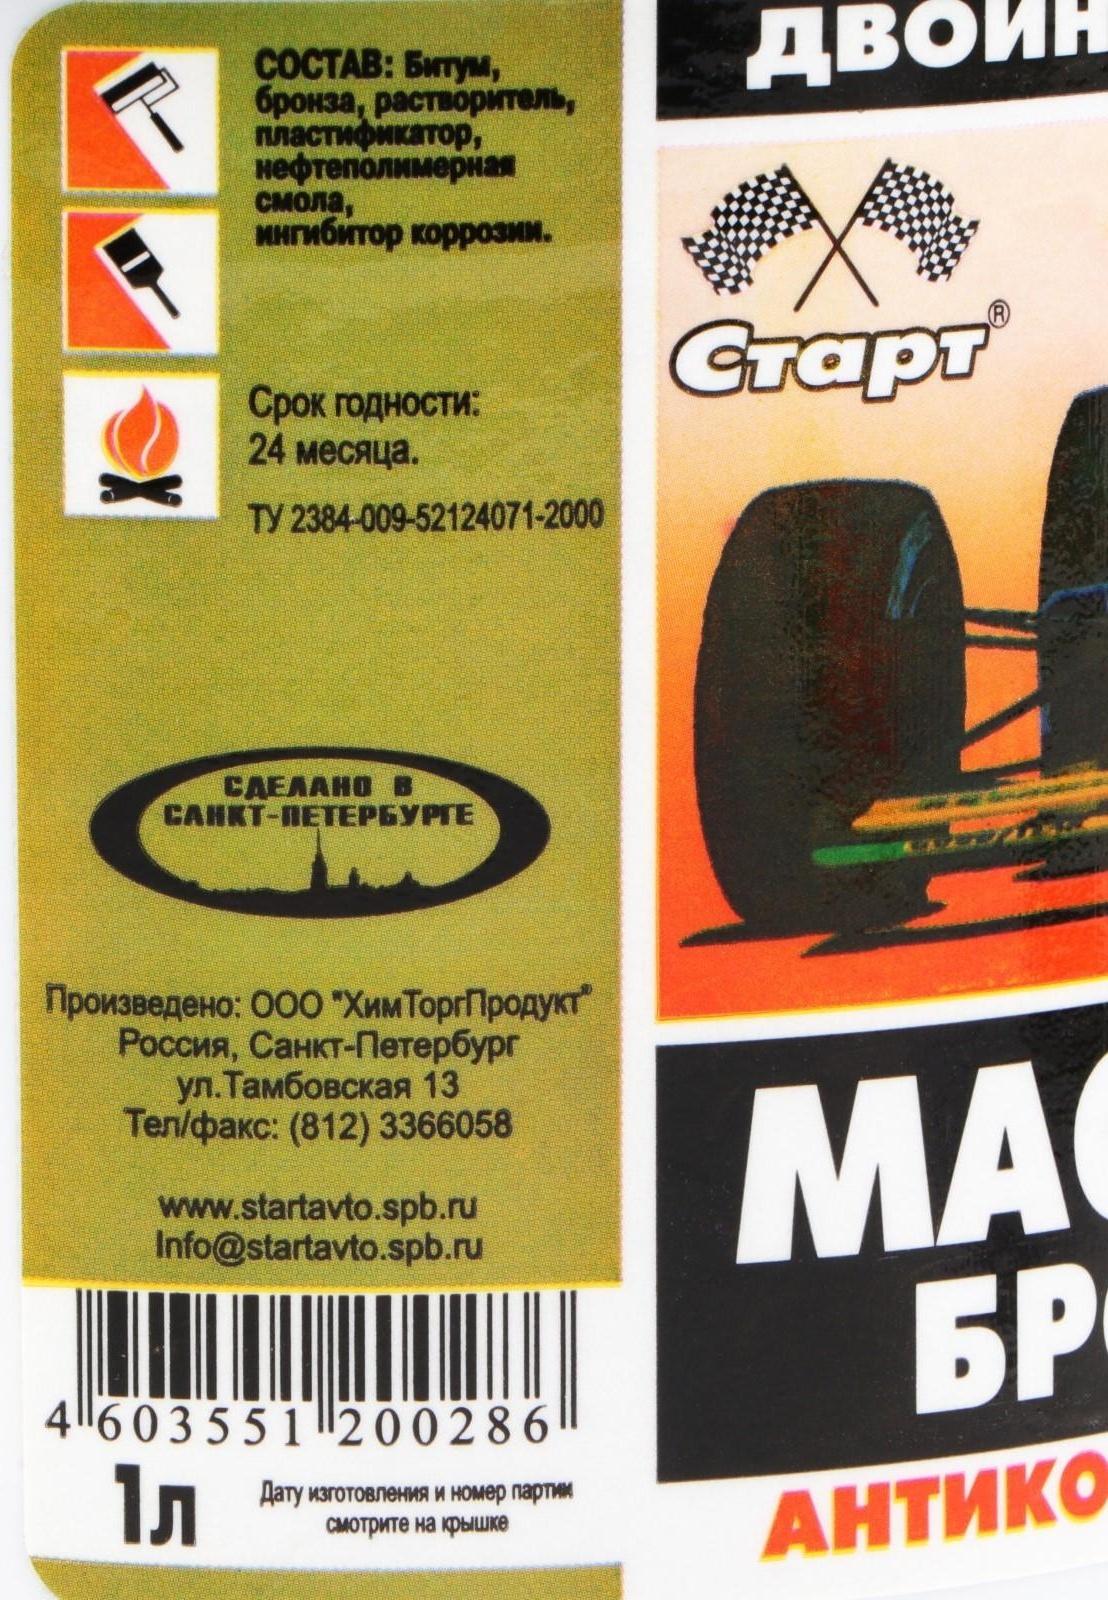 СОСТАВ: Битум,
бронза, растворитель,
пластификатор,
нефтеполимерная
смола,
ингибитор коррозии.
Срок годности:
24 месяца.
ТУ 2384-009-52124071-2000
СДЕЛАНО В
САНКТ-ПЕТЕРБУРГЕ
Произведено: ООО "ХимТоргПродукт"
Россия, Санкт-Петербург
ул.Тамбовская 13
Тел/факс: (812) 3366058
www.startavto.spb.ru
Info@startavto.spb.ru
4 603551 200286
1л
Дату изготовления и номер партии
смотрите на крышке
ДВОЙН
Старт®
МАС
БРО
АНТИКО